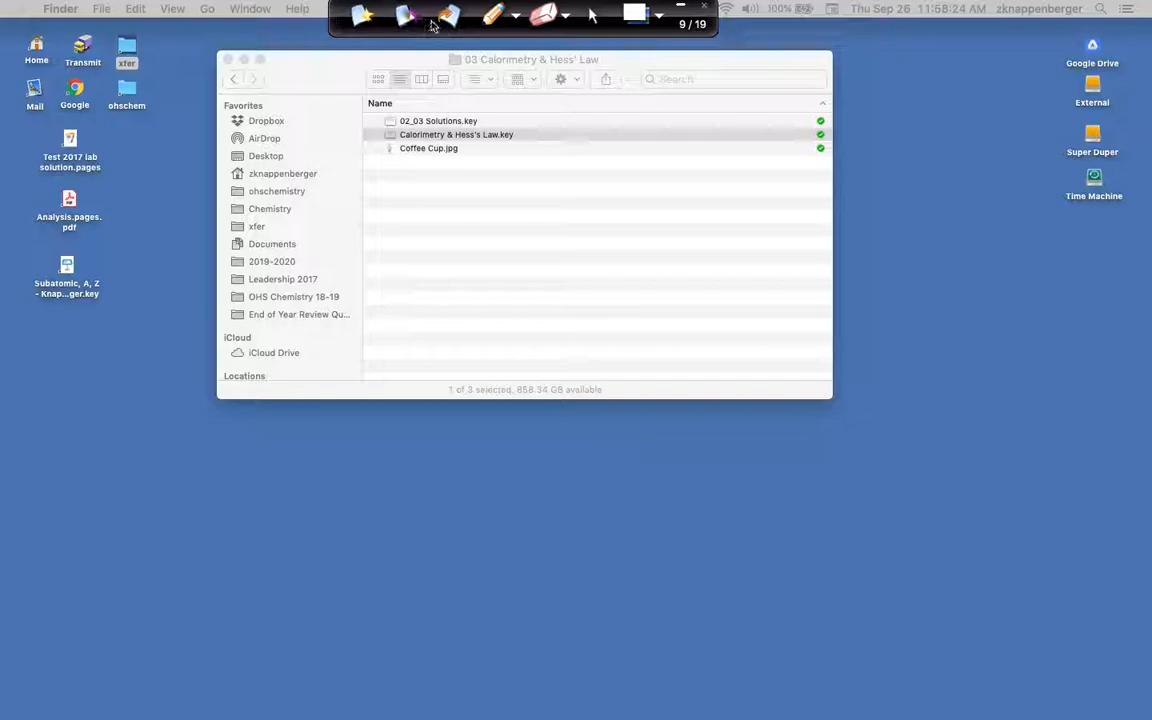 Finder File Edit View Go Window Help
100% Thu Sep 26 11:58:24 AM zknappenberger
9 / 19
Home
Transmit
xfer
Mail
Google
ohschem
Test 2017 lab
solution.pages
Analysis.pages.
pdf
Subatomic, A, Z
- Knap...ger.key
03 Calorimetry & Hess' Law
Search
Favorites
Dropbox
AirDrop
Desktop
zknappenberger
ohschemistry
Chemistry
xfer
Documents
2019-2020
Leadership 2017
OHS Chemistry 18-19
End of Year Review Qu...
iCloud
iCloud Drive
Locations
Name
02_03 Solutions.key
Calorimetry & Hess's Law.key
Coffee Cup.jpg
1 of 3 selected, 858.34 GB available
Google Drive
External
Super Duper
Time Machine